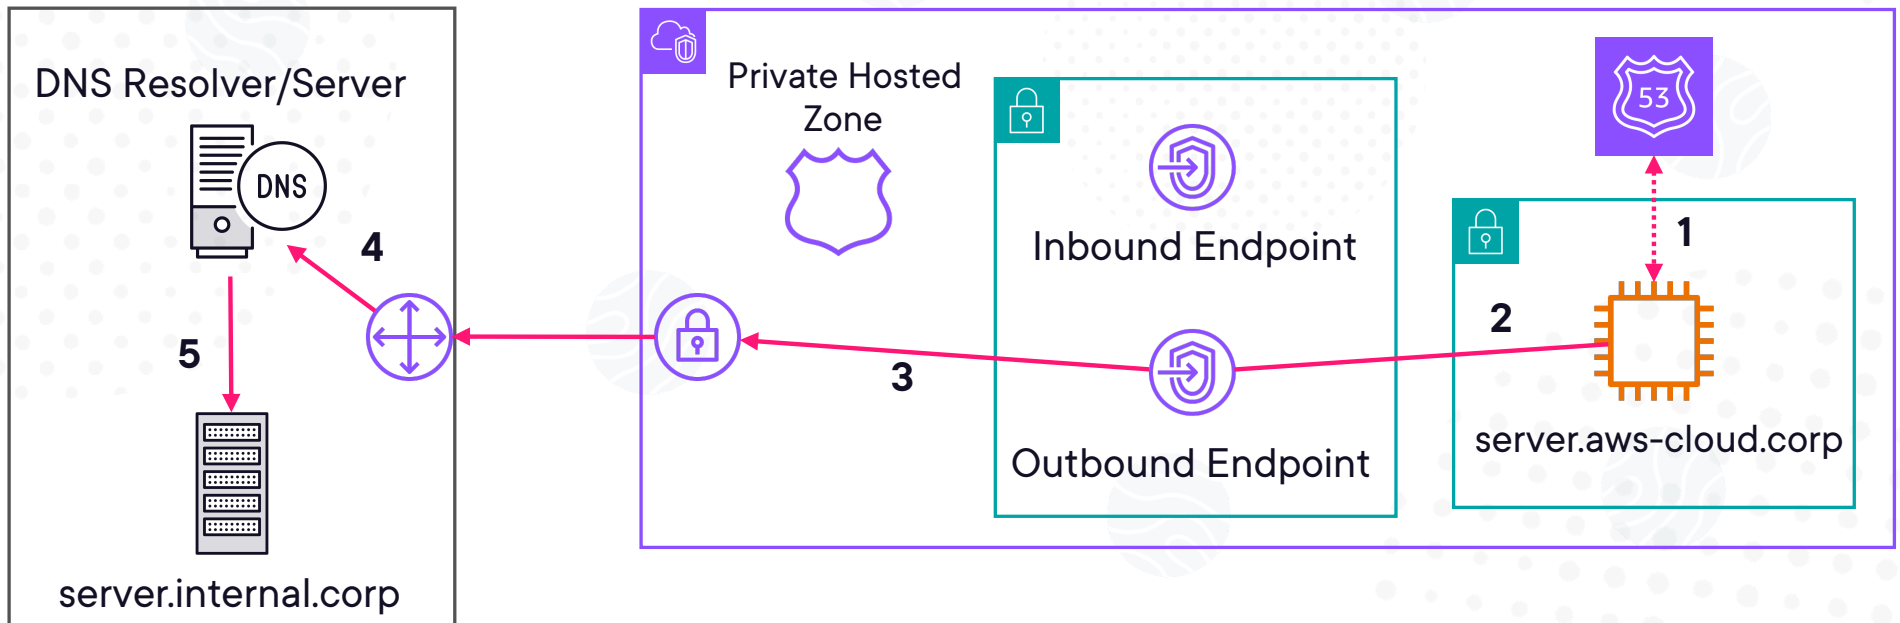 DNS Resolver/Server
DNS
4
5
server.internal.corp
Private Hosted
Zone
Inbound Endpoint
3
Outbound Endpoint
53
1
2
server.aws-cloud.corp